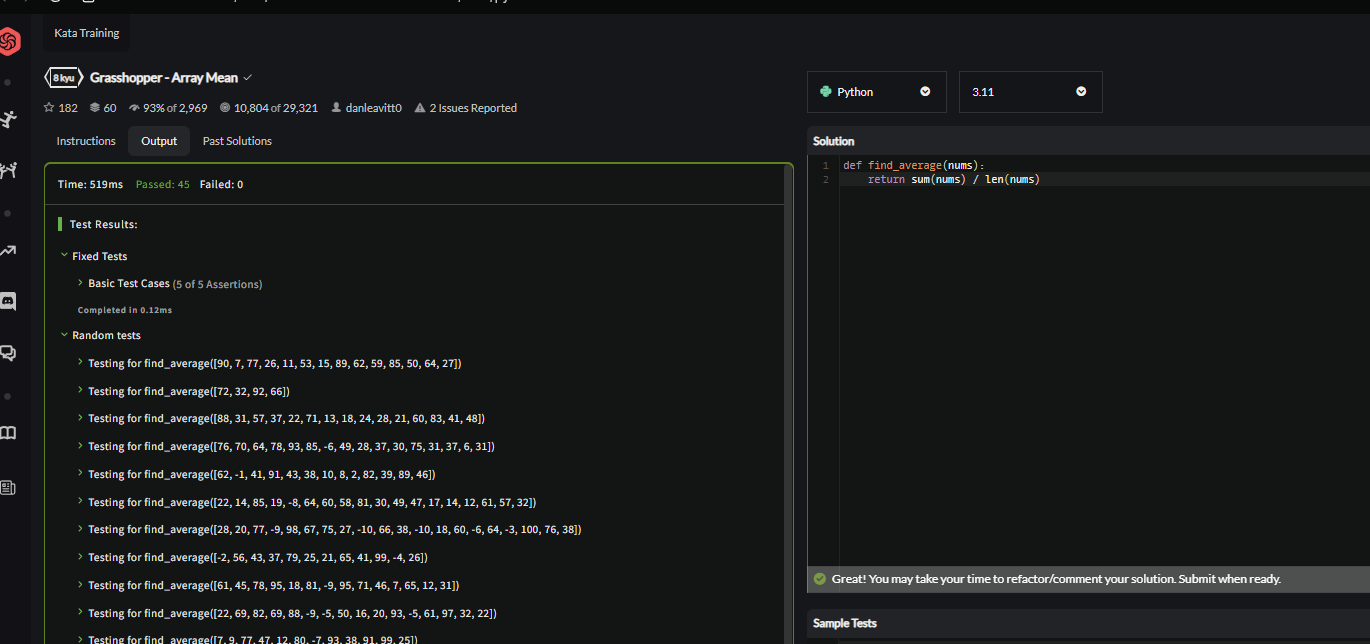 Kata Training
8 kyu Grasshopper - Array Mean
182 60 93% of 2,969 10,804 of 29,321 danleavitt0 2 Issues Reported
Instructions Output Past Solutions
Time: 519ms Passed: 45 Failed: 0
Test Results:
Fixed Tests
Basic Test Cases (5 of 5 Assertions)
Completed in 0.12ms
Random tests
Testing for find_average([90, 7, 77, 26, 11, 53, 15, 89, 62, 59, 85, 50, 64, 27])
Testing for find_average([72, 32, 92, 66])
Testing for find_average([88, 31, 57, 37, 22, 71, 13, 18, 24, 28, 21, 60, 83, 41, 48])
Testing for find_average([76, 70, 64, 78, 93, 85, -6, 49, 28, 37, 30, 75, 31, 37, 6, 31])
Testing for find_average([62, -1, 41, 91, 43, 38, 10, 8, 2, 82, 39, 89, 46])
Testing for find_average([22, 14, 85, 19, -8, 64, 60, 58, 81, 30, 49, 47, 17, 14, 12, 61, 57, 32])
Testing for find_average([28, 20, 77, -9, 98, 67, 75, 27, -10, 66, 38, -10, 18, 60, -6, 64, -3, 100, 76, 38])
Testing for find_average([-2, 56, 43, 37, 79, 25, 21, 65, 41, 99, -4, 26])
Testing for find_average([61, 45, 78, 95, 18, 81, -9, 95, 71, 46, 7, 65, 12, 31])
Testing for find_average([22, 69, 82, 69, 88, -9, -5, 50, 16, 20, 93, -5, 61, 97, 32, 22])
Testing for find_average([7, 9, 77, 47, 12, 80, -7, 93, 38, 91, 99, 25])
Python 3.11
Solution
1 def find_average(nums):
2 return sum(nums) / len(nums)
Great! You may take your time to refactor/comment your solution. Submit when ready.
Sample Tests